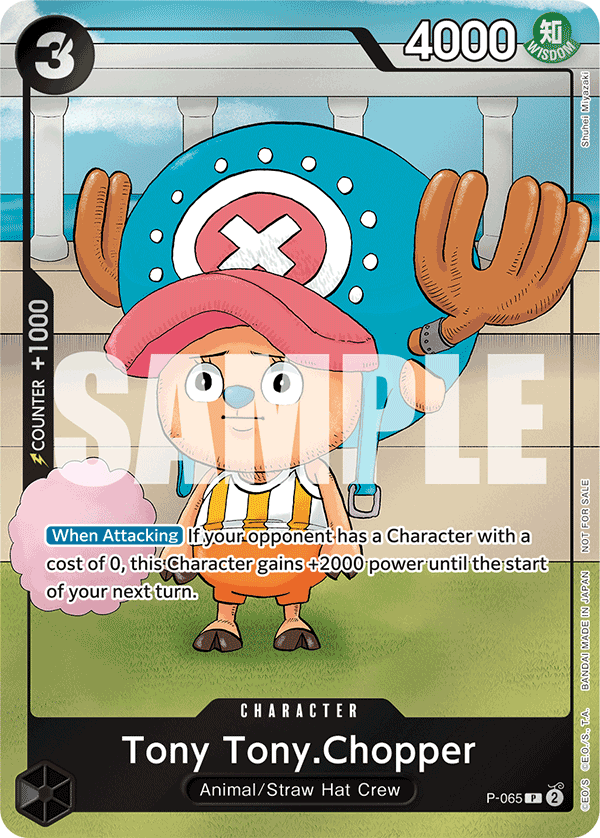 3
4000
知
WISDOM
Shuhei Miyazaki
COUNTER +1000
SAMPLE
When Attacking If your opponent has a Character with a
cost of 0, this Character gains +2000 power until the start
of your next turn.
NOT FOR SALE
BANDAI MADE IN JAPAN
©E.O/S ©E.O./S., T.A.
CHARACTER
Tony Tony.Chopper
Animal/Straw Hat Crew
P-065 P 2